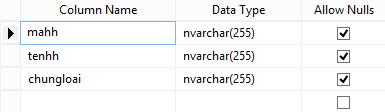 Column Name Data Type Allow Nulls
mahh nvarchar(255)
tenhh nvarchar(255)
chungloai nvarchar(255)